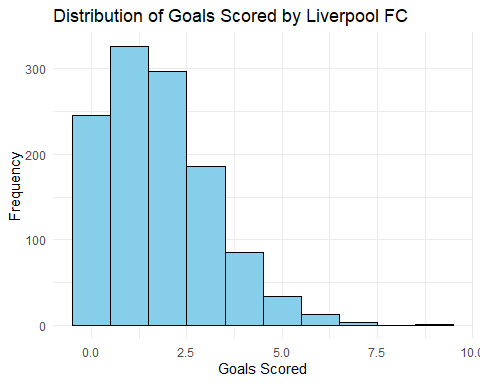 Distribution of Goals Scored by Liverpool FC
Frequency
300
200
100
0
0.0 2.5 5.0 7.5 10.0
Goals Scored